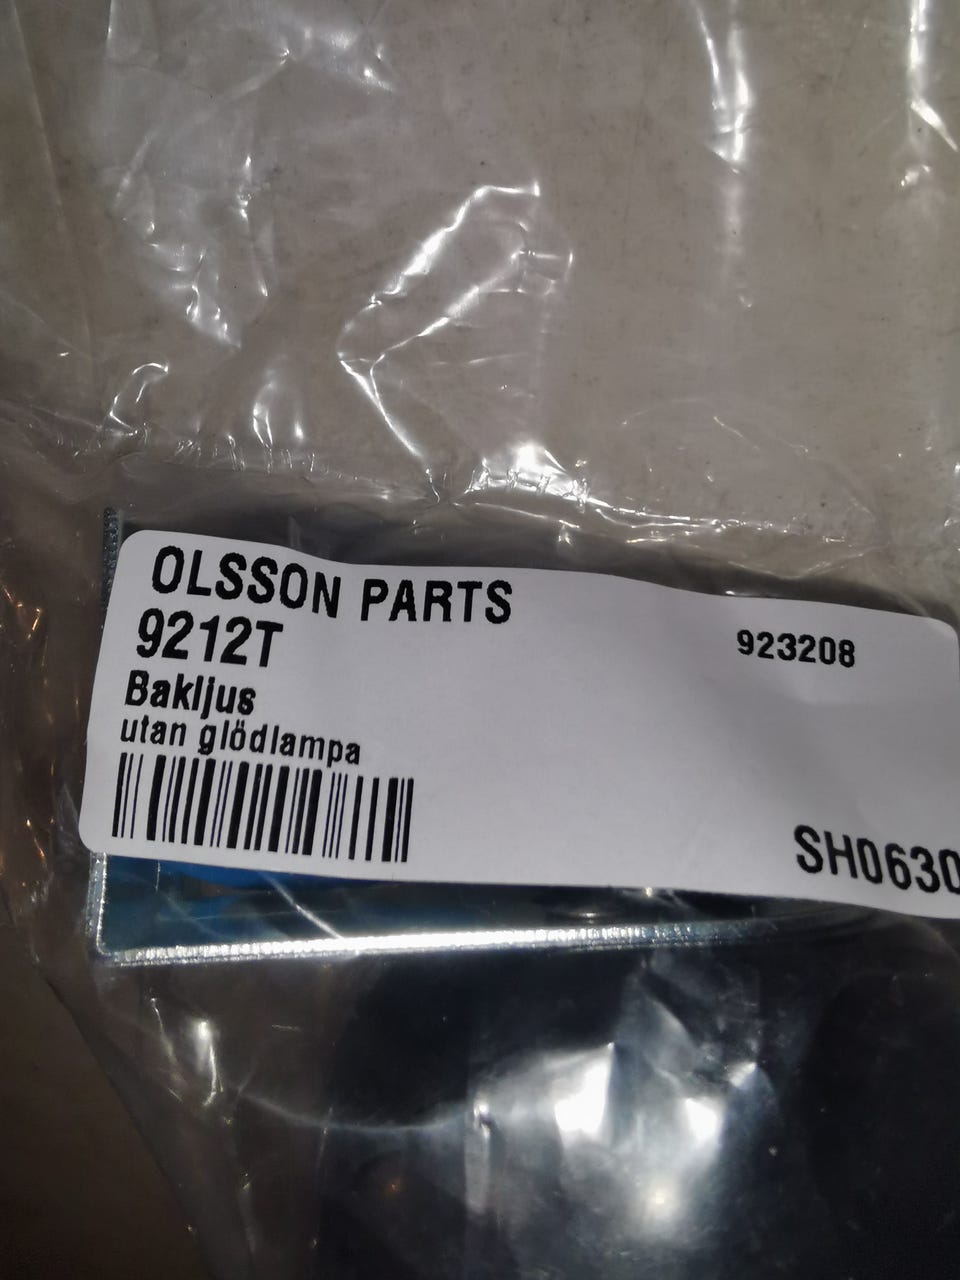 OLSSON PARTS
9212T
923208
Bakljus
utan glödlampa
SH0630